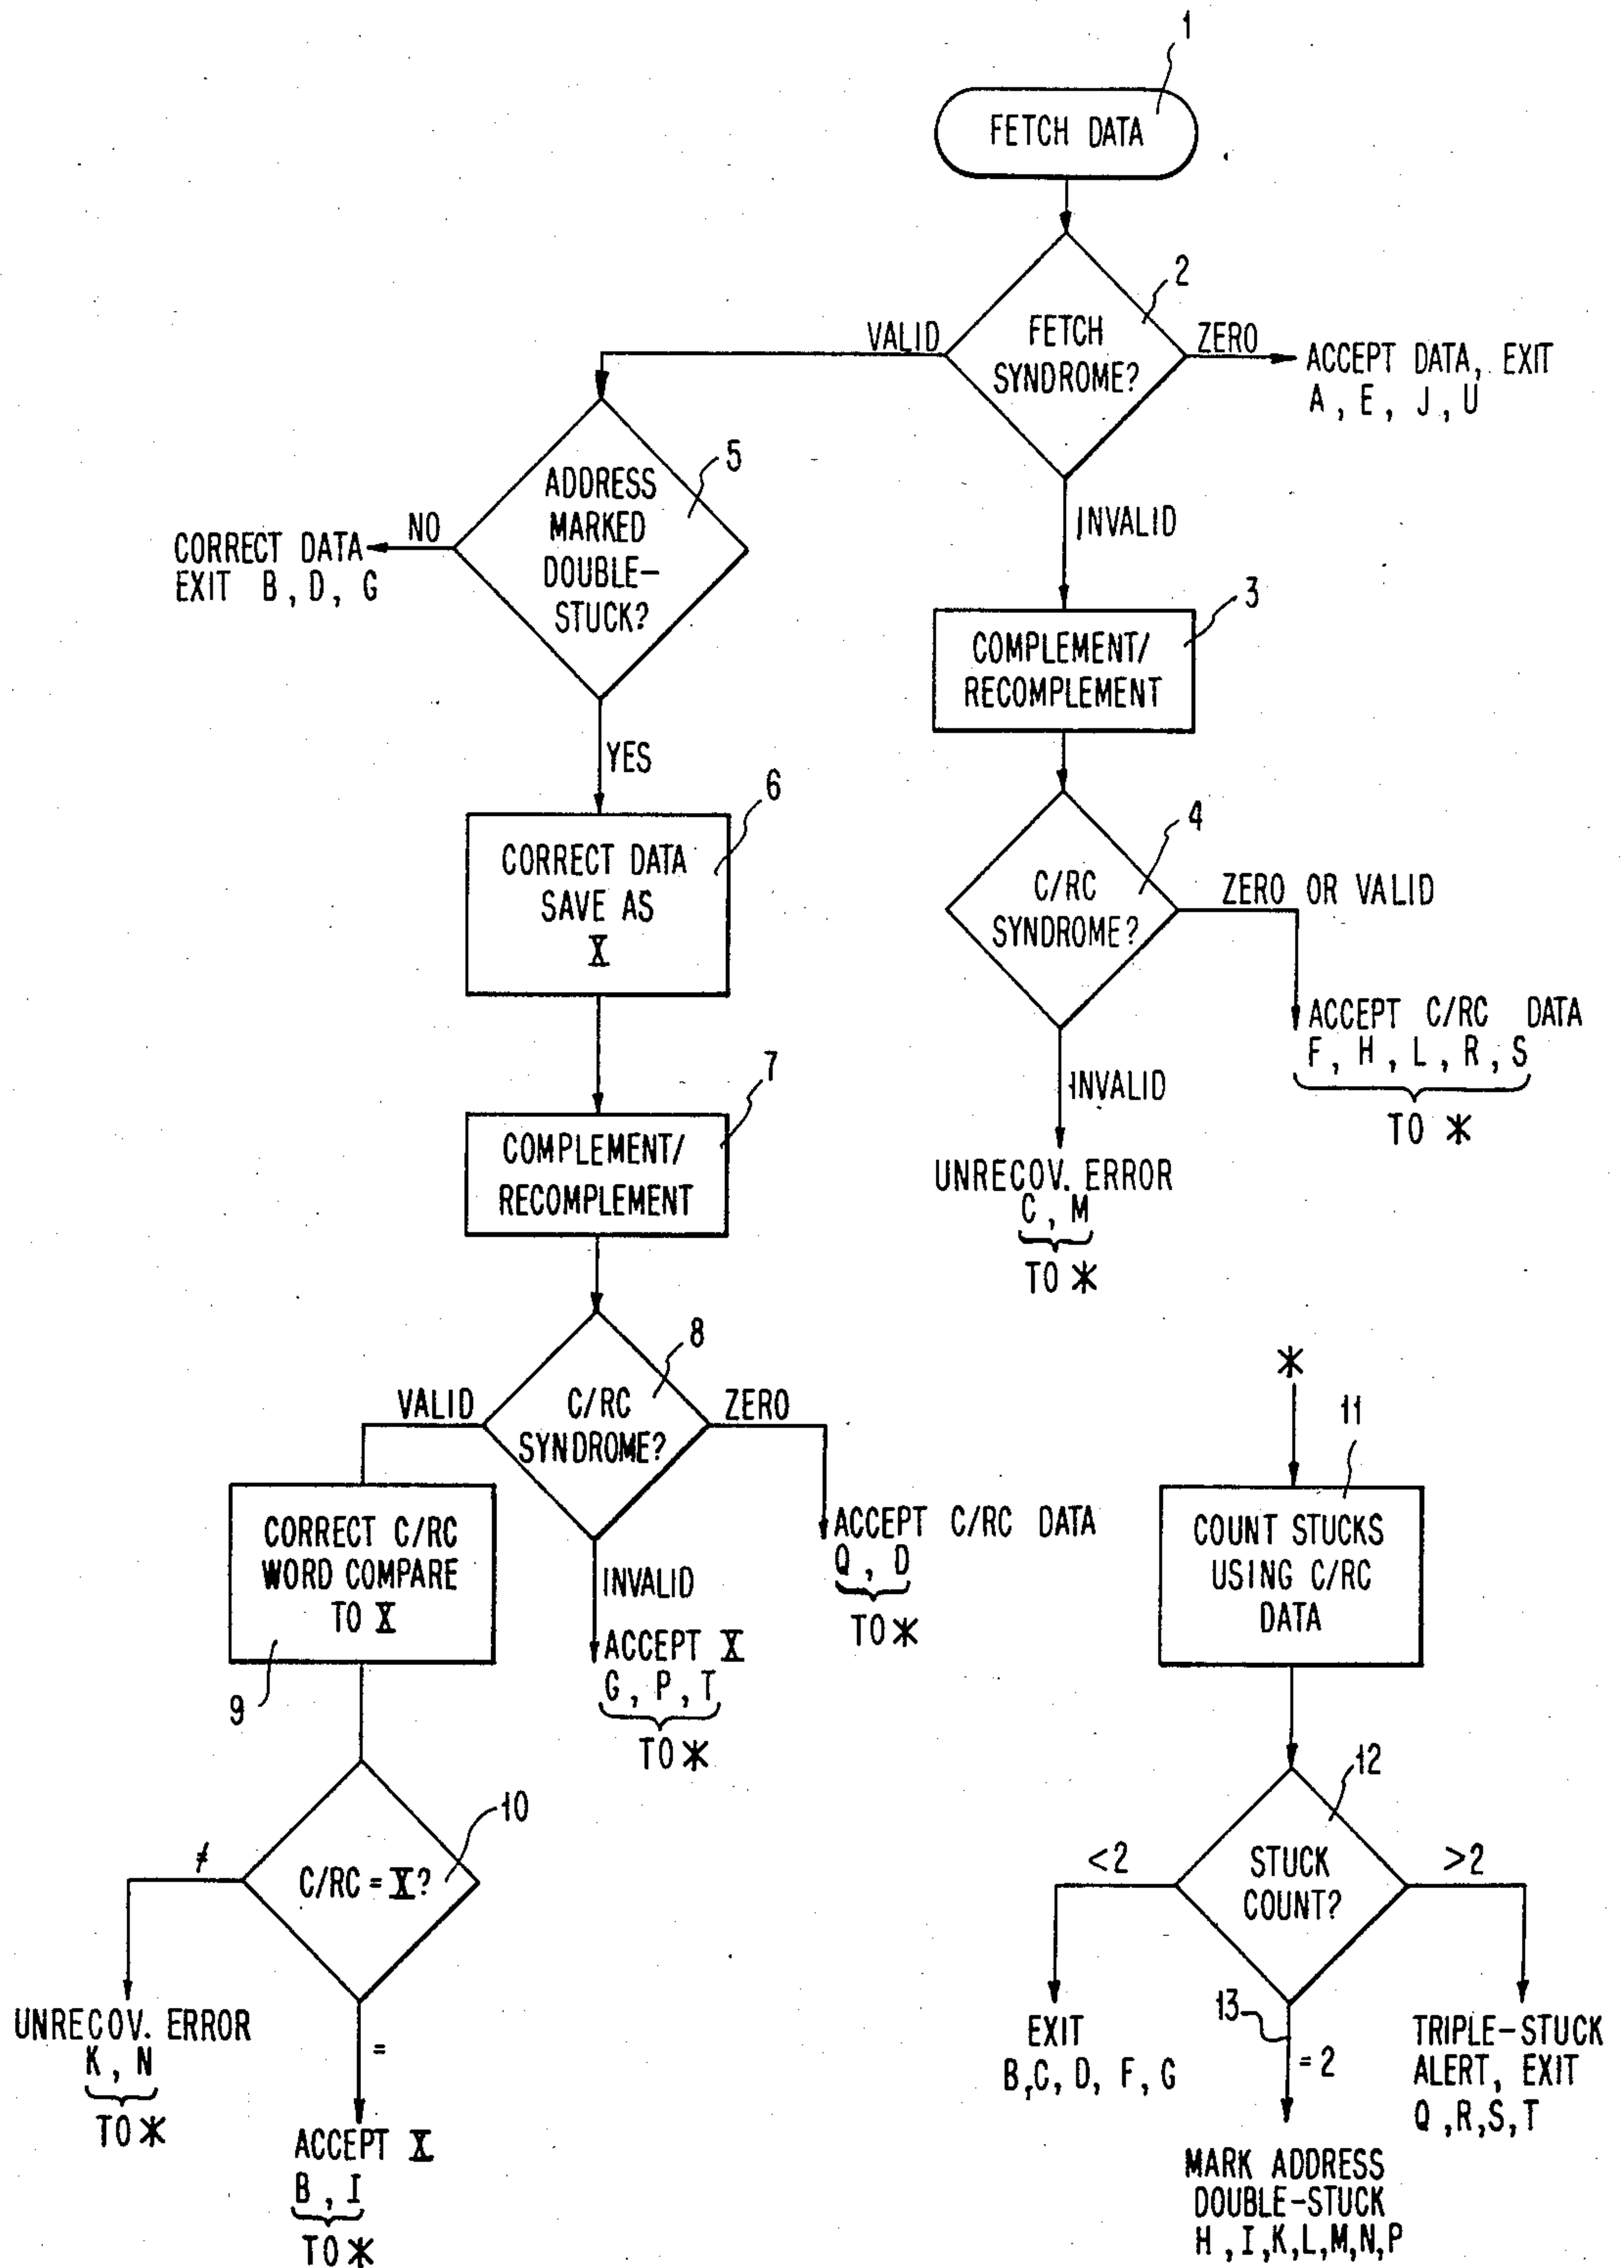 1
FETCH DATA
2
FETCH
SYNDROME?
VALID
ZERO
ACCEPT DATA, EXIT
A, E, J, U
INVALID
5
ADDRESS
MARKED
DOUBLE-
STUCK?
NO
CORRECT DATA
EXIT B, D, G
YES
3
COMPLEMENT/
RECOMPLEMENT
4
C/RC
SYNDROME?
ZERO OR VALID
ACCEPT C/RC DATA
F, H, L, R, S
TO *
INVALID
UNRECOV. ERROR
C, M
TO *
6
CORRECT DATA
SAVE AS
X
7
COMPLEMENT/
RECOMPLEMENT
8
C/RC
SYNDROME?
VALID
ZERO
ACCEPT C/RC DATA
Q, D
TO *
INVALID
ACCEPT X
G, P, T
TO *
CORRECT C/RC
WORD COMPARE
TO X
9
10
C/RC = X?
≠
UNRECOV. ERROR
K, N
TO *
=
ACCEPT X
B, I
TO *
*
11
COUNT STUCKS
USING C/RC
DATA
12
STUCK
COUNT?
<2
EXIT
B, C, D, F, G
>2
TRIPLE-STUCK
ALERT, EXIT
Q, R, S, T
13
=2
MARK ADDRESS
DOUBLE-STUCK
H, I, K, L, M, N, P